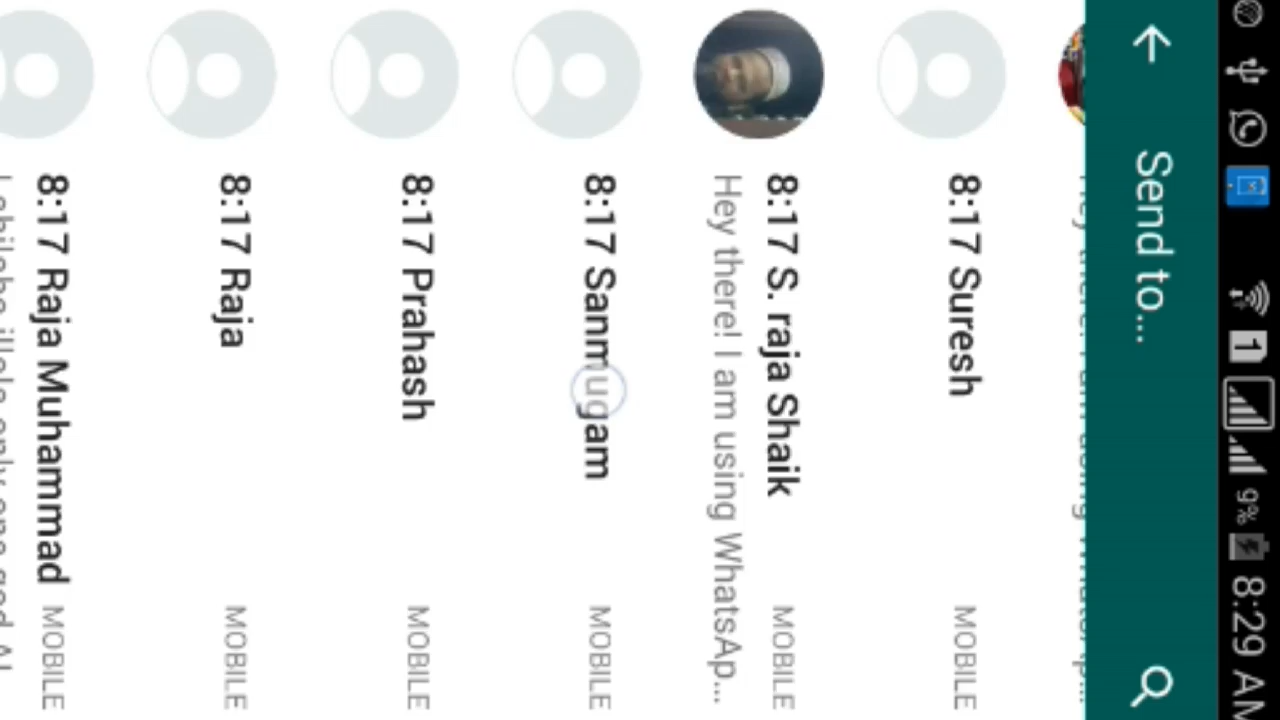 9% 8:29 AM
Send to...
8:17 Suresh
MOBILE
8:17 S. raja Shaik
MOBILE
Hey there! I am using WhatsAp...
8:17 Sanmugam
MOBILE
8:17 Prahash
MOBILE
8:17 Raja
MOBILE
8:17 Raja Muhammad
MOBILE